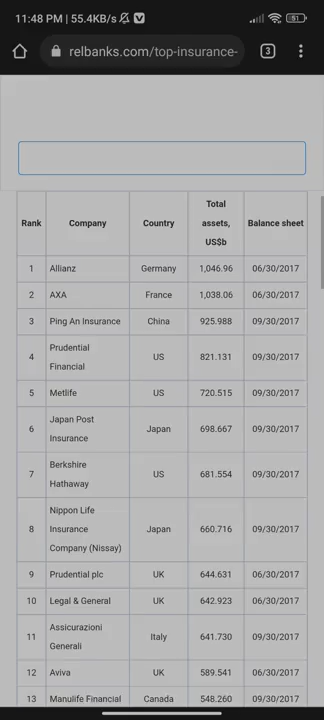 11:48 PM | 55.4KB/s
51
relbanks.com/top-insurance-
3
Rank Company Country Total assets, US$b Balance sheet
1 Allianz Germany 1,046.96 06/30/2017
2 AXA France 1,038.06 06/30/2017
3 Ping An Insurance China 925.988 09/30/2017
4 Prudential Financial US 821.131 09/30/2017
5 Metlife US 720.515 09/30/2017
6 Japan Post Insurance Japan 698.667 09/30/2017
7 Berkshire Hathaway US 681.554 09/30/2017
8 Nippon Life Insurance Company (Nissay) Japan 660.716 09/30/2017
9 Prudential plc UK 644.631 06/30/2017
10 Legal & General UK 642.923 06/30/2017
11 Assicurazioni Generali Italy 641.730 09/30/2017
12 Aviva UK 589.541 06/30/2017
13 Manulife Financial Canada 548.260 09/30/2017